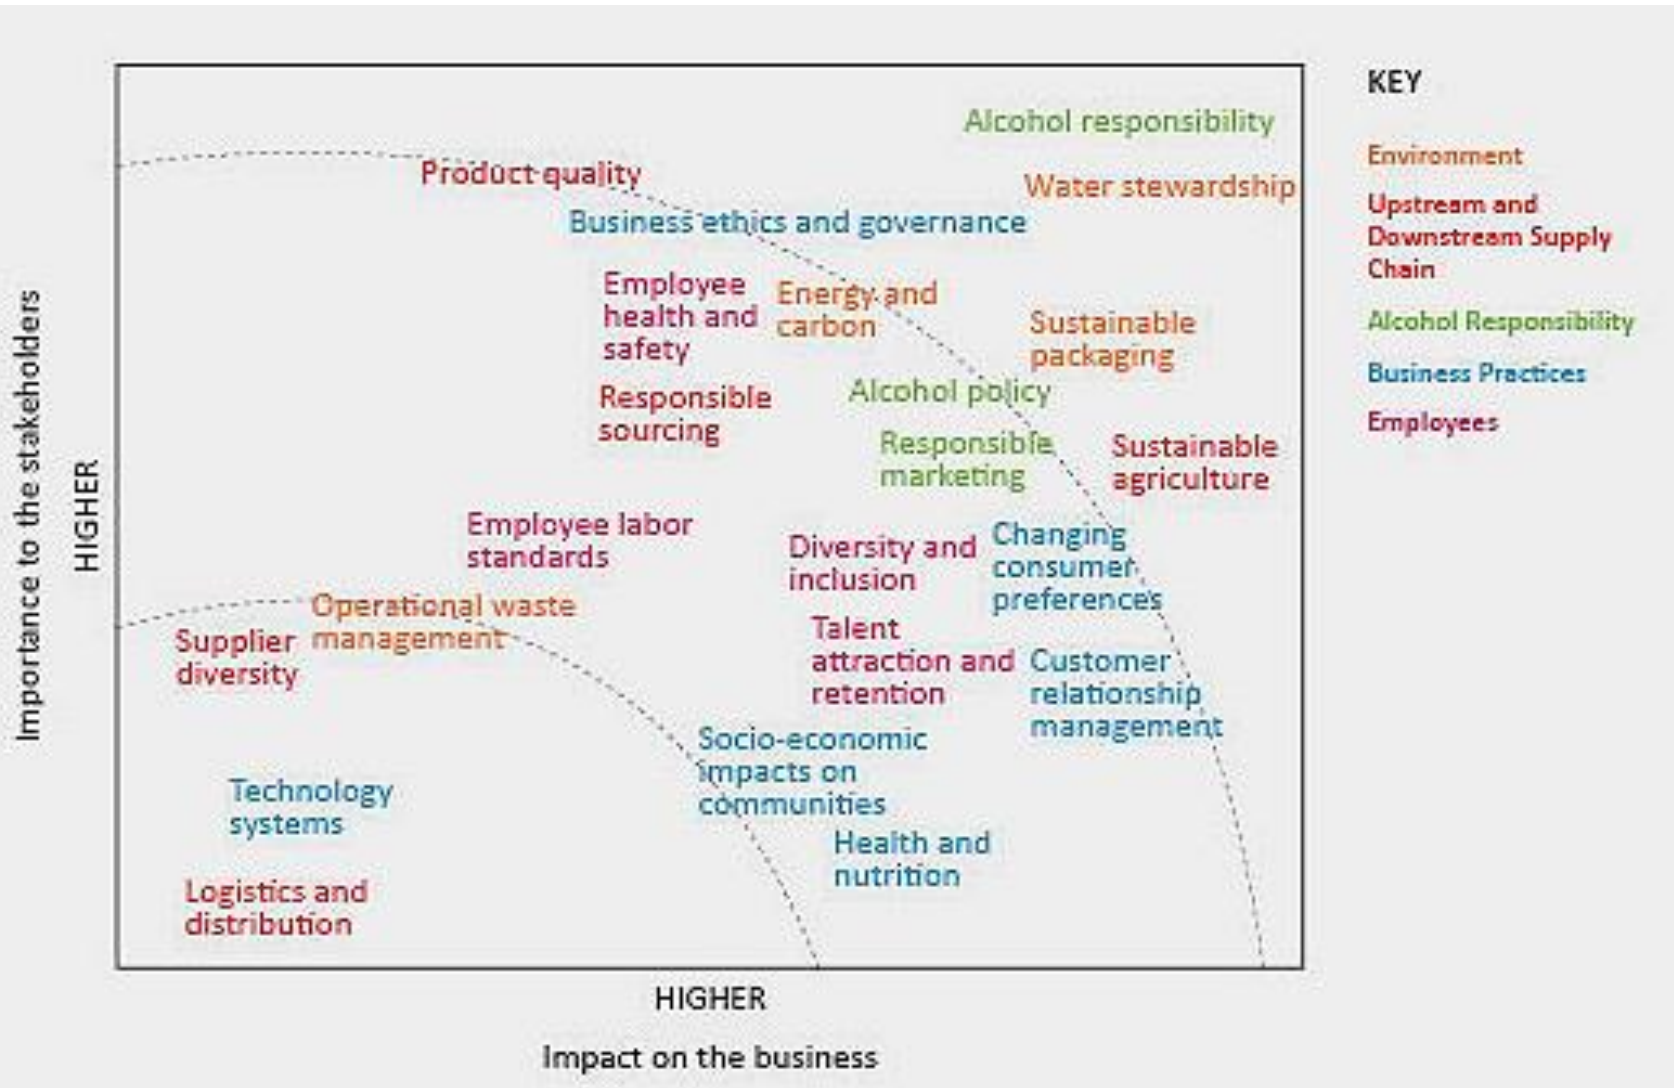 Importance to the stakeholders
HIGHER
Alcohol responsibility
Product quality
Water stewardship
Business ethics and governance
Employee
health and
safety
Energy and
carbon
Sustainable
packaging
Responsible
sourcing
Alcohol policy
Responsible
marketing
Sustainable
agriculture
Employee labor
standards
Diversity and
inclusion
Changing
consumer
preferences
Operational waste
management
Supplier
diversity
Talent
attraction and
retention
Customer
relationship
management
Socio-economic
impacts on
communities
Technology
systems
Health and
nutrition
Logistics and
distribution
HIGHER
Impact on the business
KEY
Environment
Upstream and
Downstream Supply
Chain
Alcohol Responsibility
Business Practices
Employees